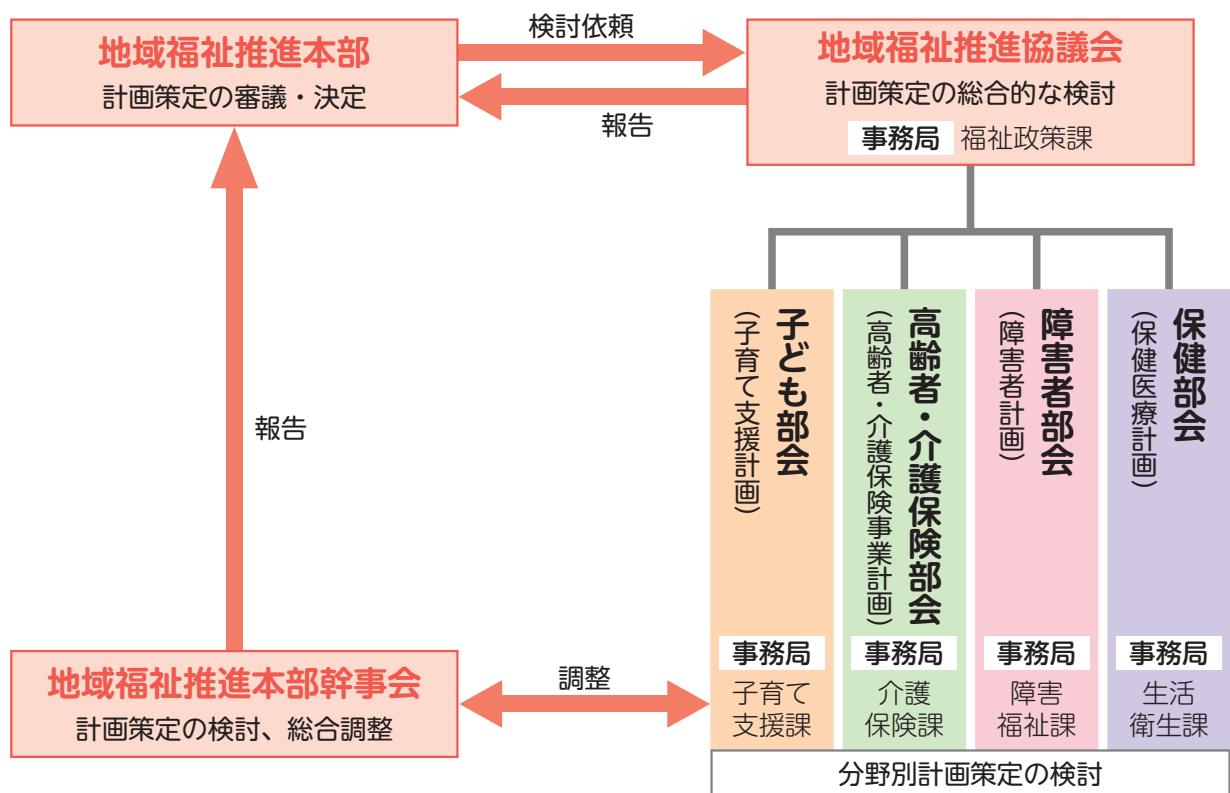 地域福祉推進本部
計画策定の審議・決定
検討依頼
報告
地域福祉推進協議会
計画策定の総合的な検討
事務局 福祉政策課
報告
子ども部会
(子育て支援計画)
事務局
子育て
支援課
高齢者・介護保険部会
(高齢者・介護保険事業計画)
事務局
介護
保険課
障害者部会
(障害者計画)
事務局
障害
福祉課
保健部会
(保健医療計画)
事務局
生活
衛生課
地域福祉推進本部幹事会
計画策定の検討、総合調整
調整
分野別計画策定の検討